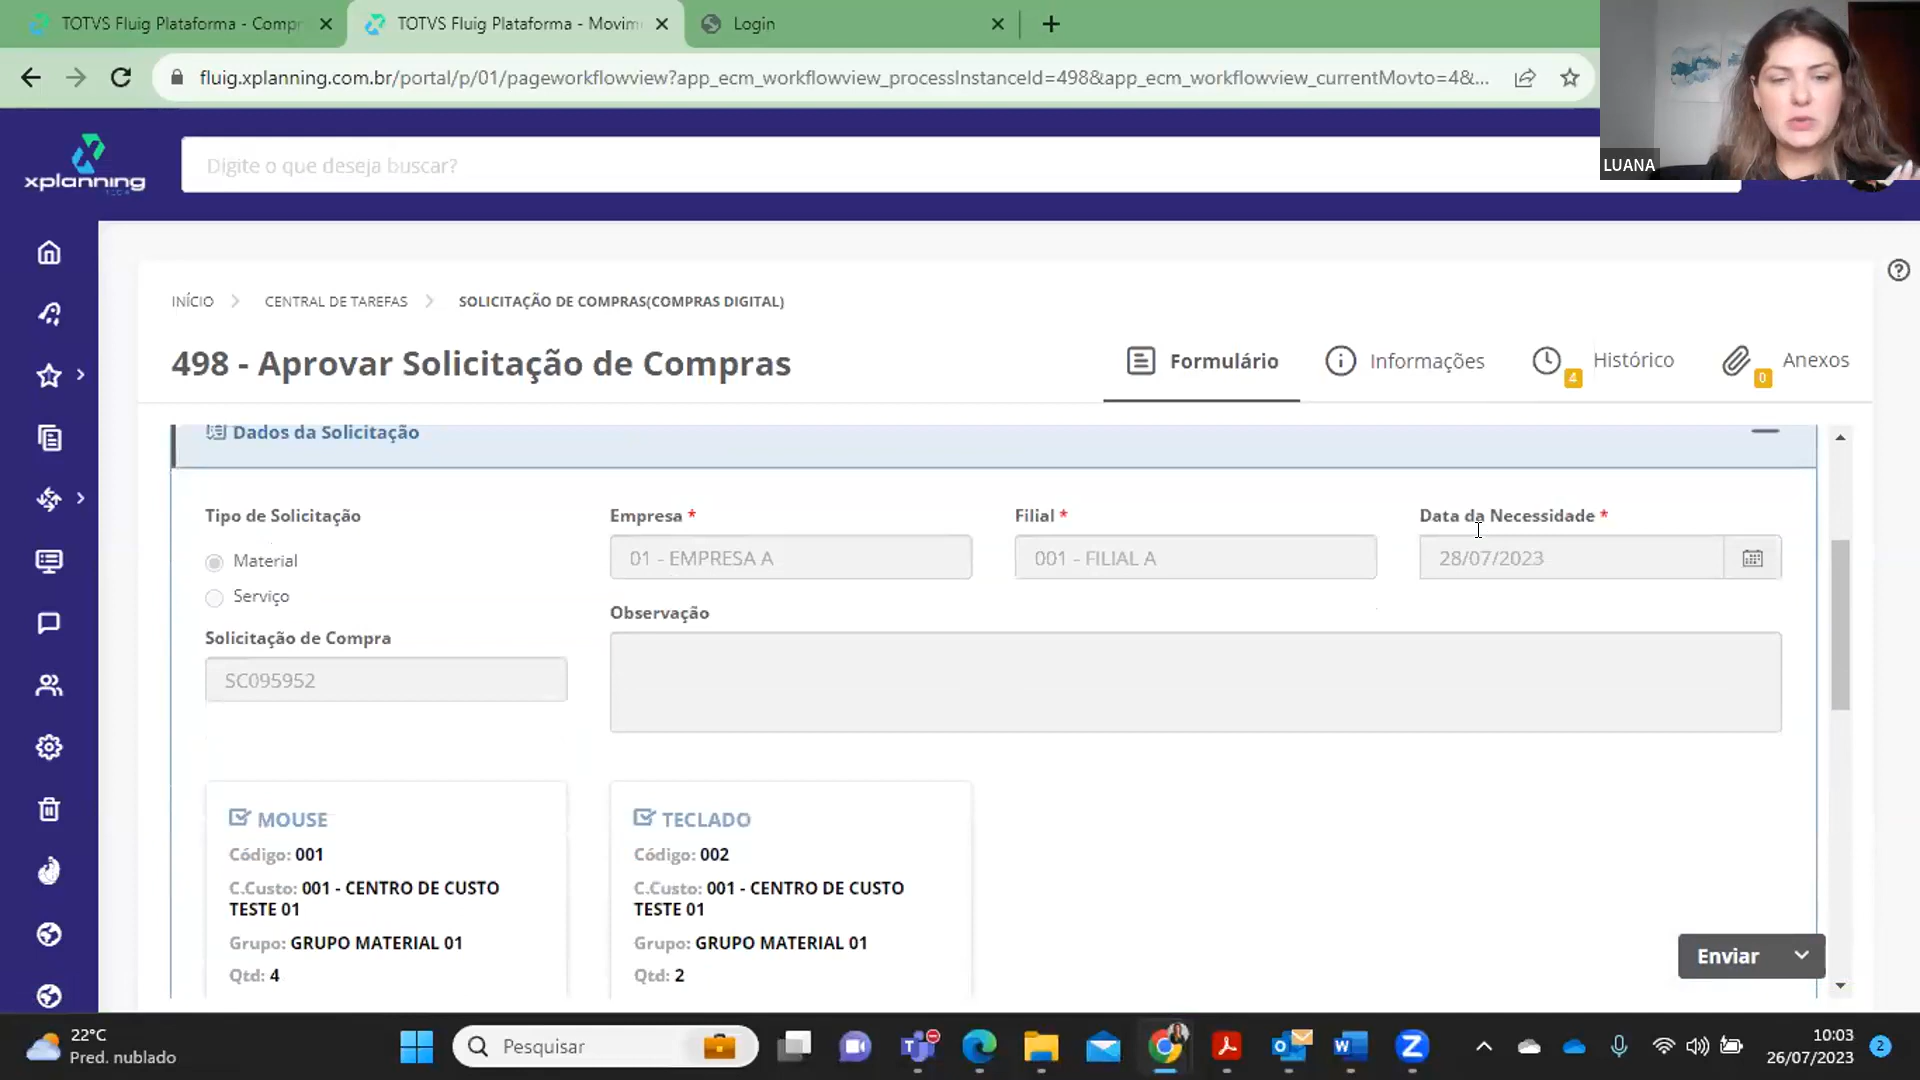 TOTVS Fluig Plataforma - Compr
TOTVS Fluig Plataforma - Movim
Login
fluig.xplanning.com.br/portal/p/01/pageworkflowview?app_ecm_workflowview_processInstanceId=498&app_ecm_workflowview_currentMovto=4&...
LUANA
xplanning
Digite o que deseja buscar?
INÍCIO
CENTRAL DE TAREFAS
SOLICITAÇÃO DE COMPRAS(COMPRAS DIGITAL)
498 - Aprovar Solicitação de Compras
Formulário
Informações
4 Histórico
0 Anexos
Dados da Solicitação
Tipo de Solicitação
Empresa *
Filial *
Data da Necessidade *
Material
01 - EMPRESA A
001 - FILIAL A
28/07/2023
Serviço
Observação
Solicitação de Compra
SC095952
MOUSE
Código: 001
C.Custo: 001 - CENTRO DE CUSTO
TESTE 01
Grupo: GRUPO MATERIAL 01
Qtd: 4
TECLADO
Código: 002
C.Custo: 001 - CENTRO DE CUSTO
TESTE 01
Grupo: GRUPO MATERIAL 01
Qtd: 2
Enviar
22°C
Pred. nublado
Pesquisar
10:03
26/07/2023
2